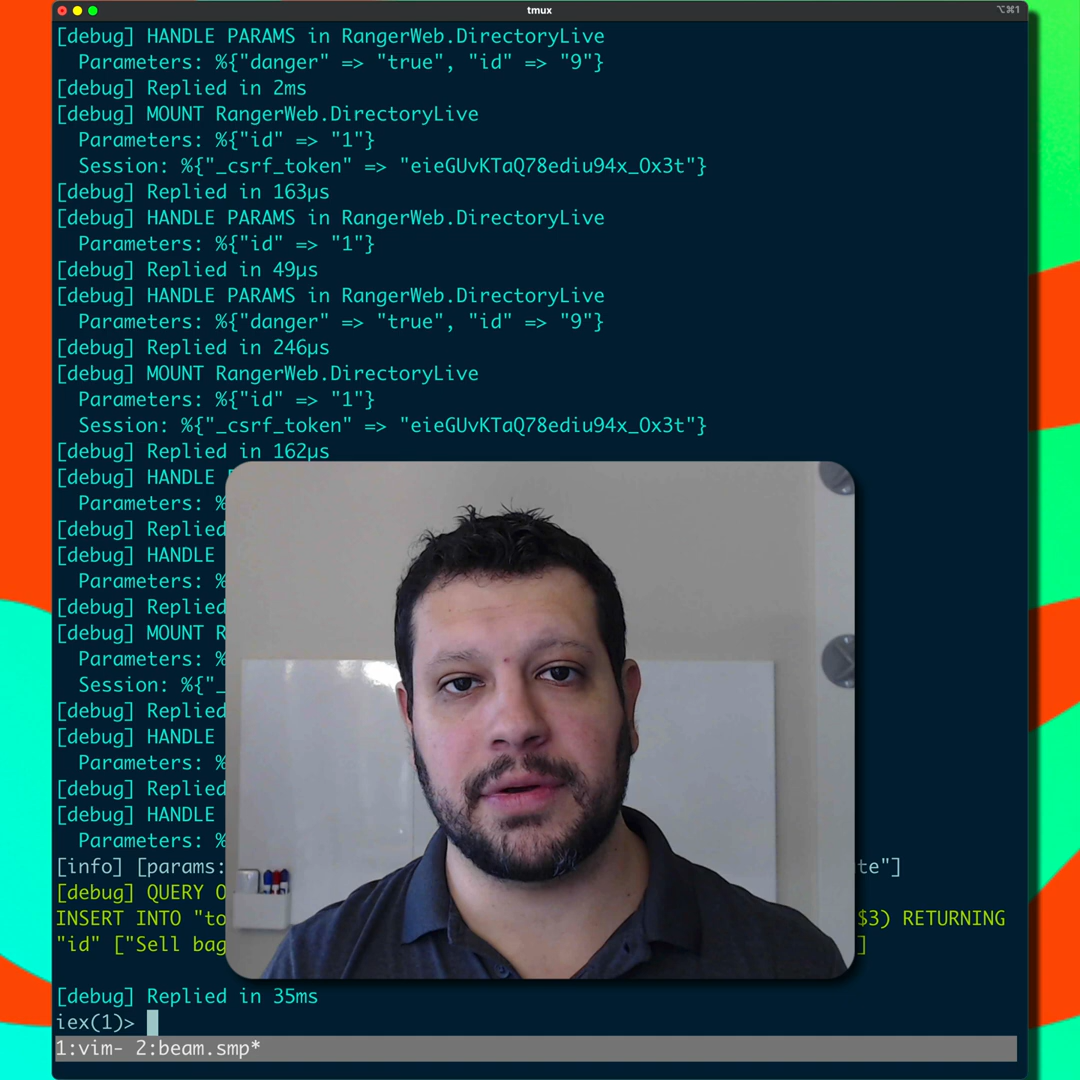 tmux
⌥⌘1
[debug] HANDLE PARAMS in RangerWeb.DirectoryLive
Parameters: %{"danger" => "true", "id" => "9"}
[debug] Replied in 2ms
[debug] MOUNT RangerWeb.DirectoryLive
Parameters: %{"id" => "1"}
Session: %{"_csrf_token" => "eieGUvKTaQ78ediu94x_Ox3t"}
[debug] Replied in 163µs
[debug] HANDLE PARAMS in RangerWeb.DirectoryLive
Parameters: %{"id" => "1"}
[debug] Replied in 49µs
[debug] HANDLE PARAMS in RangerWeb.DirectoryLive
Parameters: %{"danger" => "true", "id" => "9"}
[debug] Replied in 246µs
[debug] MOUNT RangerWeb.DirectoryLive
Parameters: %{"id" => "1"}
Session: %{"_csrf_token" => "eieGUvKTaQ78ediu94x_Ox3t"}
[debug] Replied in 162µs
[debug] HANDLE
Parameters: %
[debug] Replied
[debug] HANDLE
Parameters: %
[debug] Replied
[debug] MOUNT R
Parameters: %
Session: %{"_
[debug] Replied
[debug] HANDLE
Parameters: %
[debug] Replied
[debug] HANDLE
Parameters: %
[info] [params: te"]
[debug] QUERY O
INSERT INTO "to $3) RETURNING
"id" ["Sell bag ]
[debug] Replied in 35ms
iex(1)>
1:vim- 2:beam.smp*